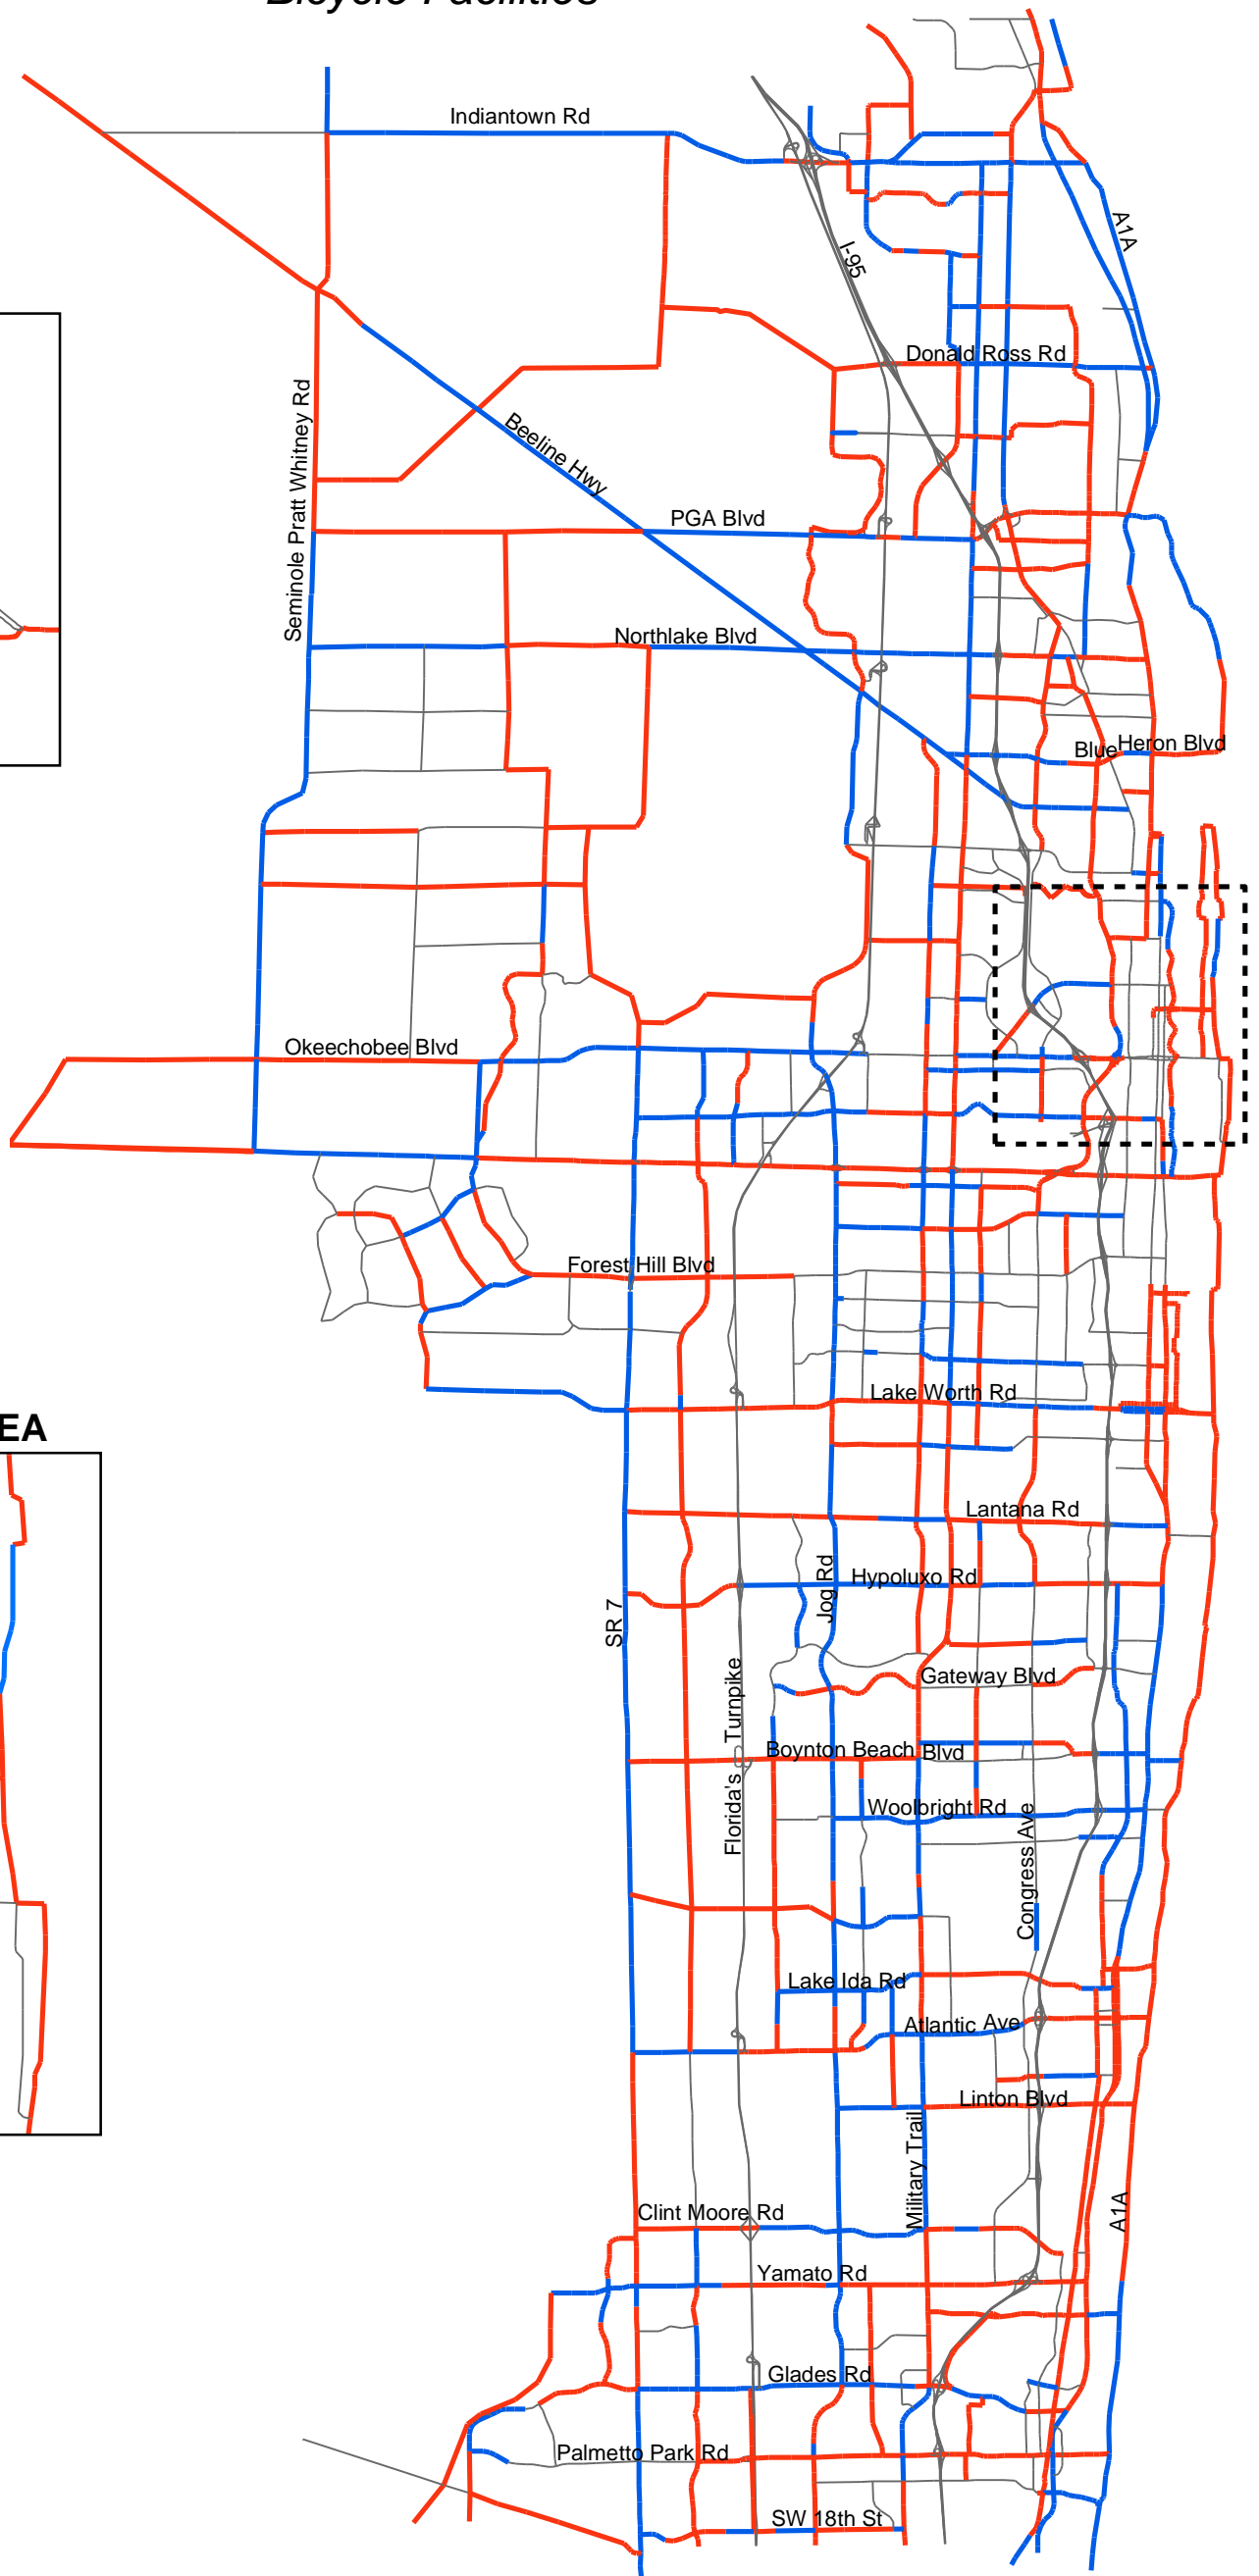 Bicycle Facilities
Indiantown Rd
A1A
I-95
Donald Ross Rd
Seminole Pratt Whitney Rd
Beeline Hwy
PGA Blvd
Northlake Blvd
Blue Heron Blvd
Okeechobee Blvd
Forest Hill Blvd
Lake Worth Rd
EA
Lantana Rd
Jog Rd
Hypoluxo Rd
SR 7
Gateway Blvd
Florida's Turnpike
Boynton Beach Blvd
Woolbright Rd
Congress Ave
Lake Ida Rd
Atlantic Ave
Linton Blvd
Military Trail
A1A
Clint Moore Rd
Yamato Rd
Glades Rd
Palmetto Park Rd
SW 18th St